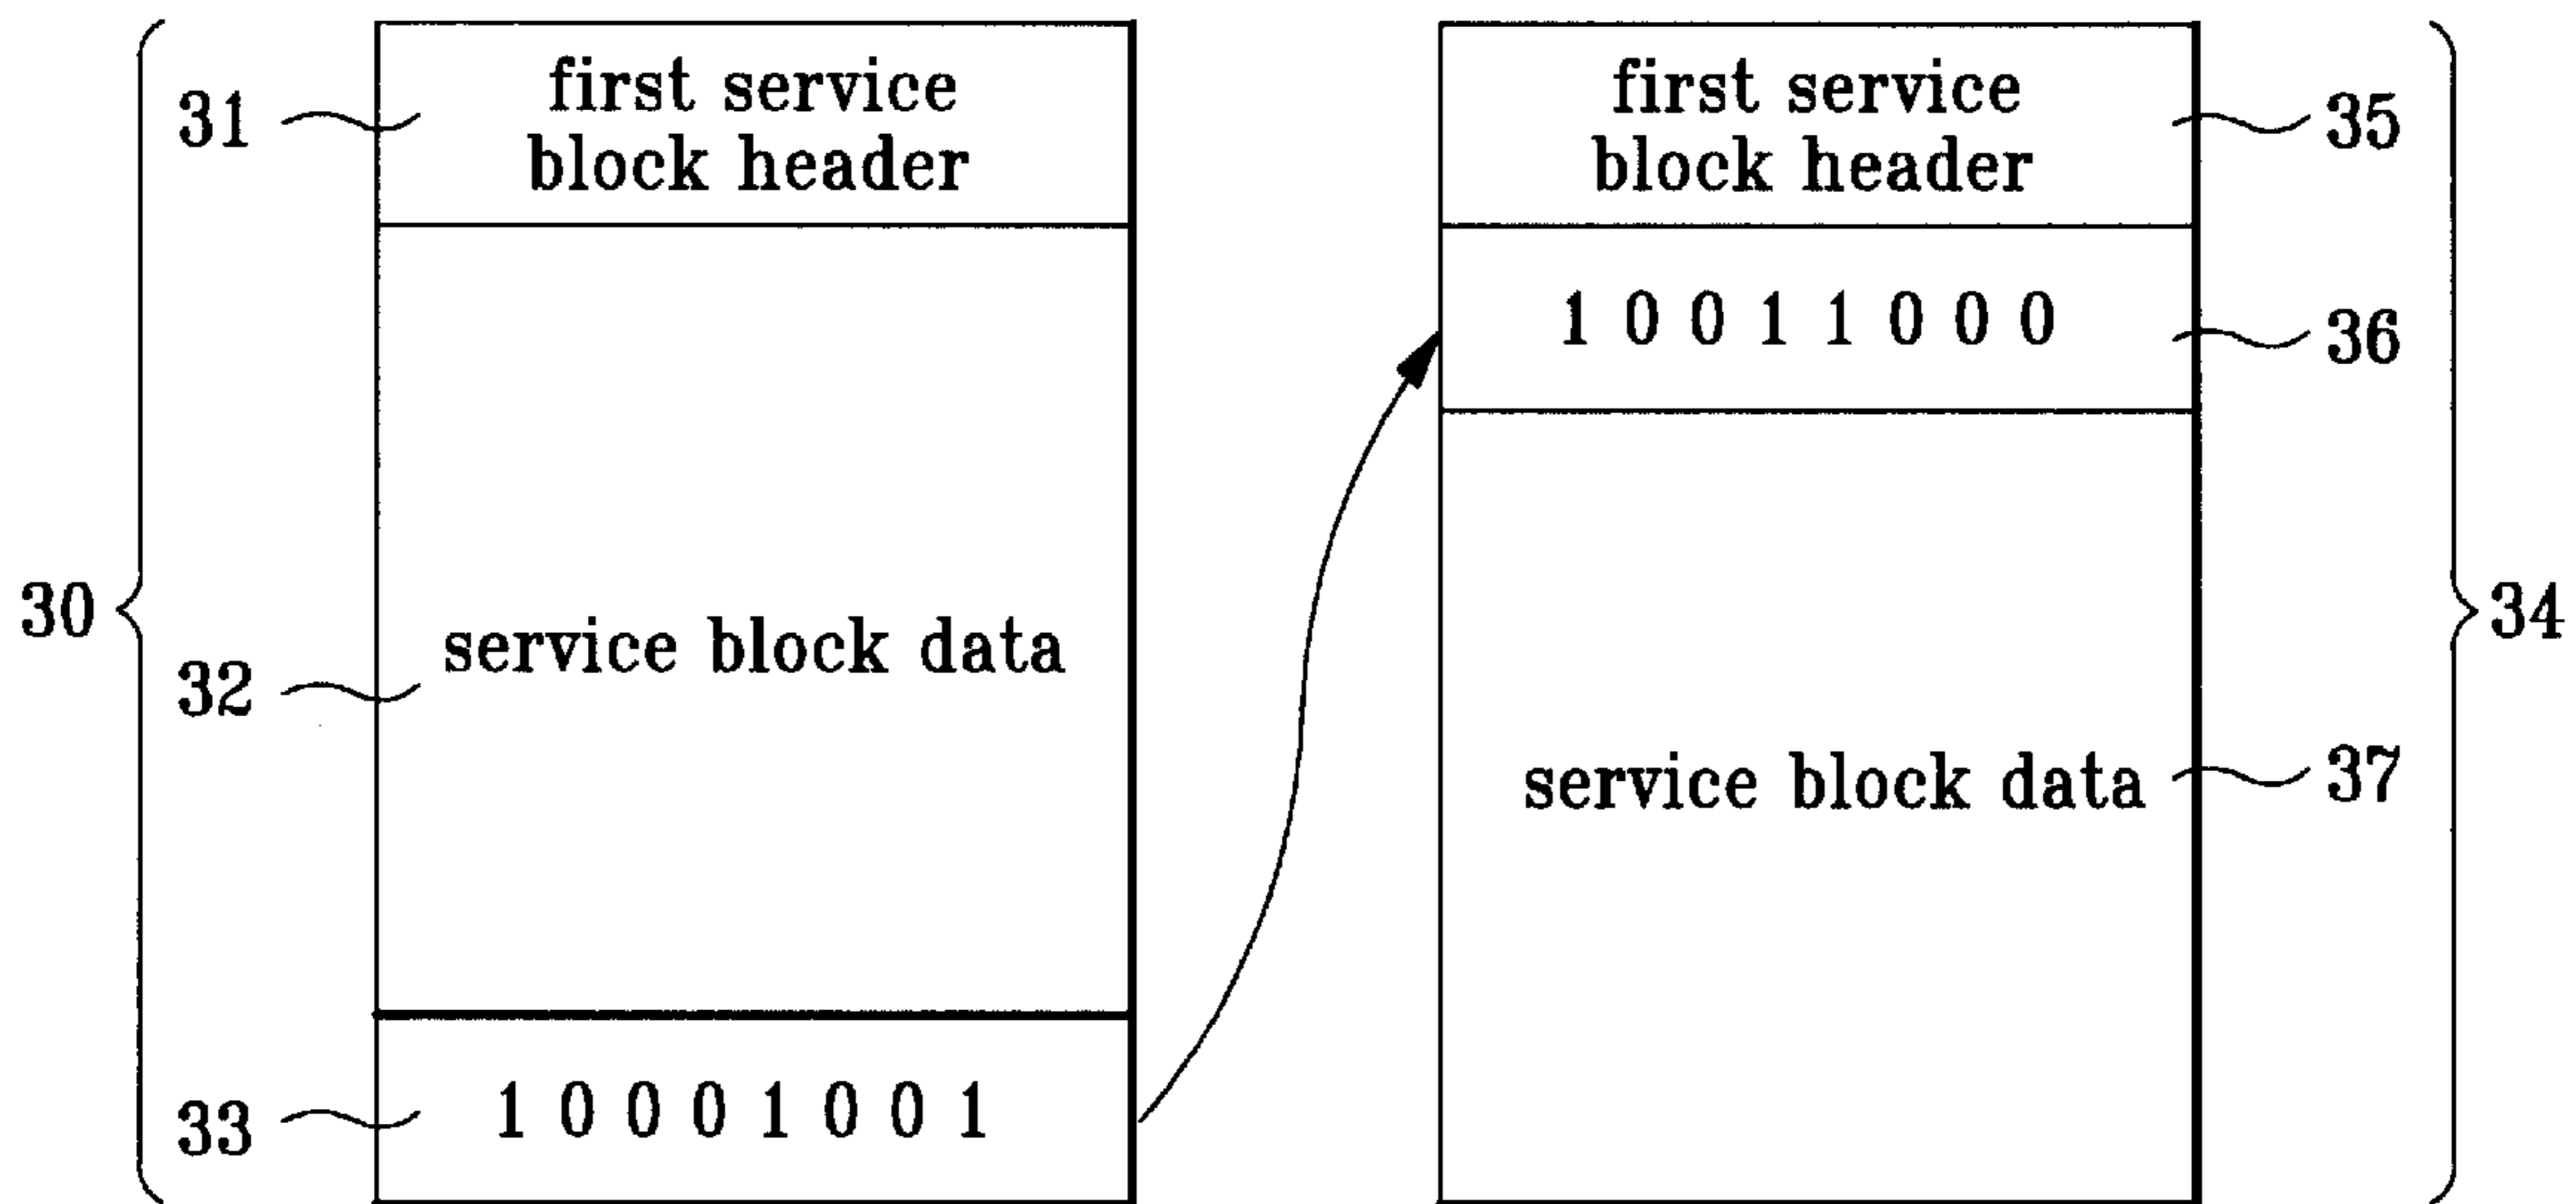 30
31
first service
block header
32
service block data
33
1 0 0 0 1 0 0 1
first service
block header
35
1 0 0 1 1 0 0 0
36
service block data
37
34